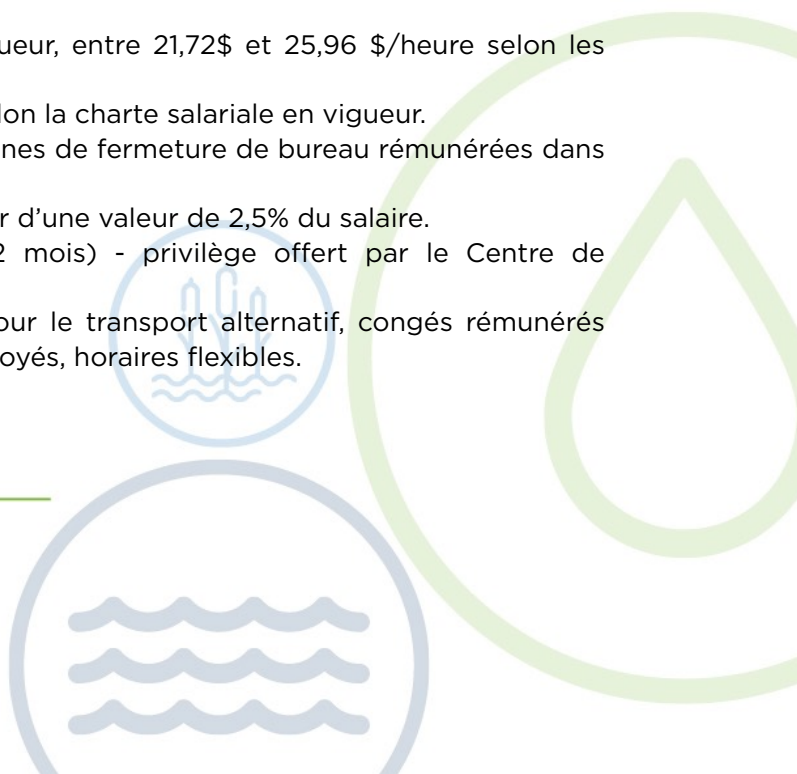 ueur, entre 21,72$ et 25,96 $/heure selon les
lon la charte salariale en vigueur.
nes de fermeture de bureau rémunérées dans
r d’une valeur de 2,5% du salaire.
2 mois) - privilège offert par le Centre de
our le transport alternatif, congés rémunérés
oyés, horaires flexibles.